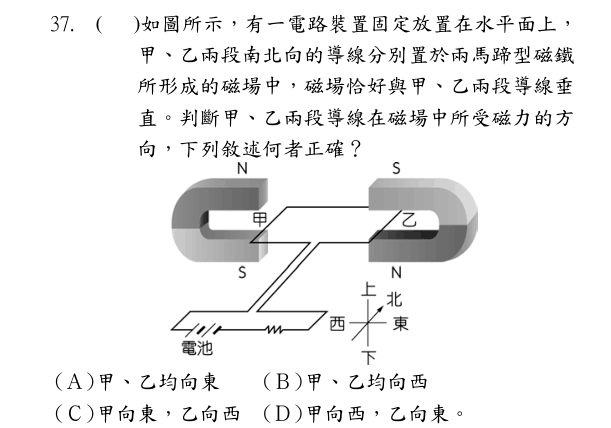 37. (　)如圖所示，有一電路裝置固定放置在水平面上，
甲、乙兩段南北向的導線分別置於兩馬蹄型磁鐵
所形成的磁場中，磁場恰好與甲、乙兩段導線垂
直。判斷甲、乙兩段導線在磁場中所受磁力的方
向，下列敘述何者正確？
N S
甲 乙
S N
上
北
西 東
下
電池
(A)甲、乙均向東 (B)甲、乙均向西
(C)甲向東，乙向西 (D)甲向西，乙向東。